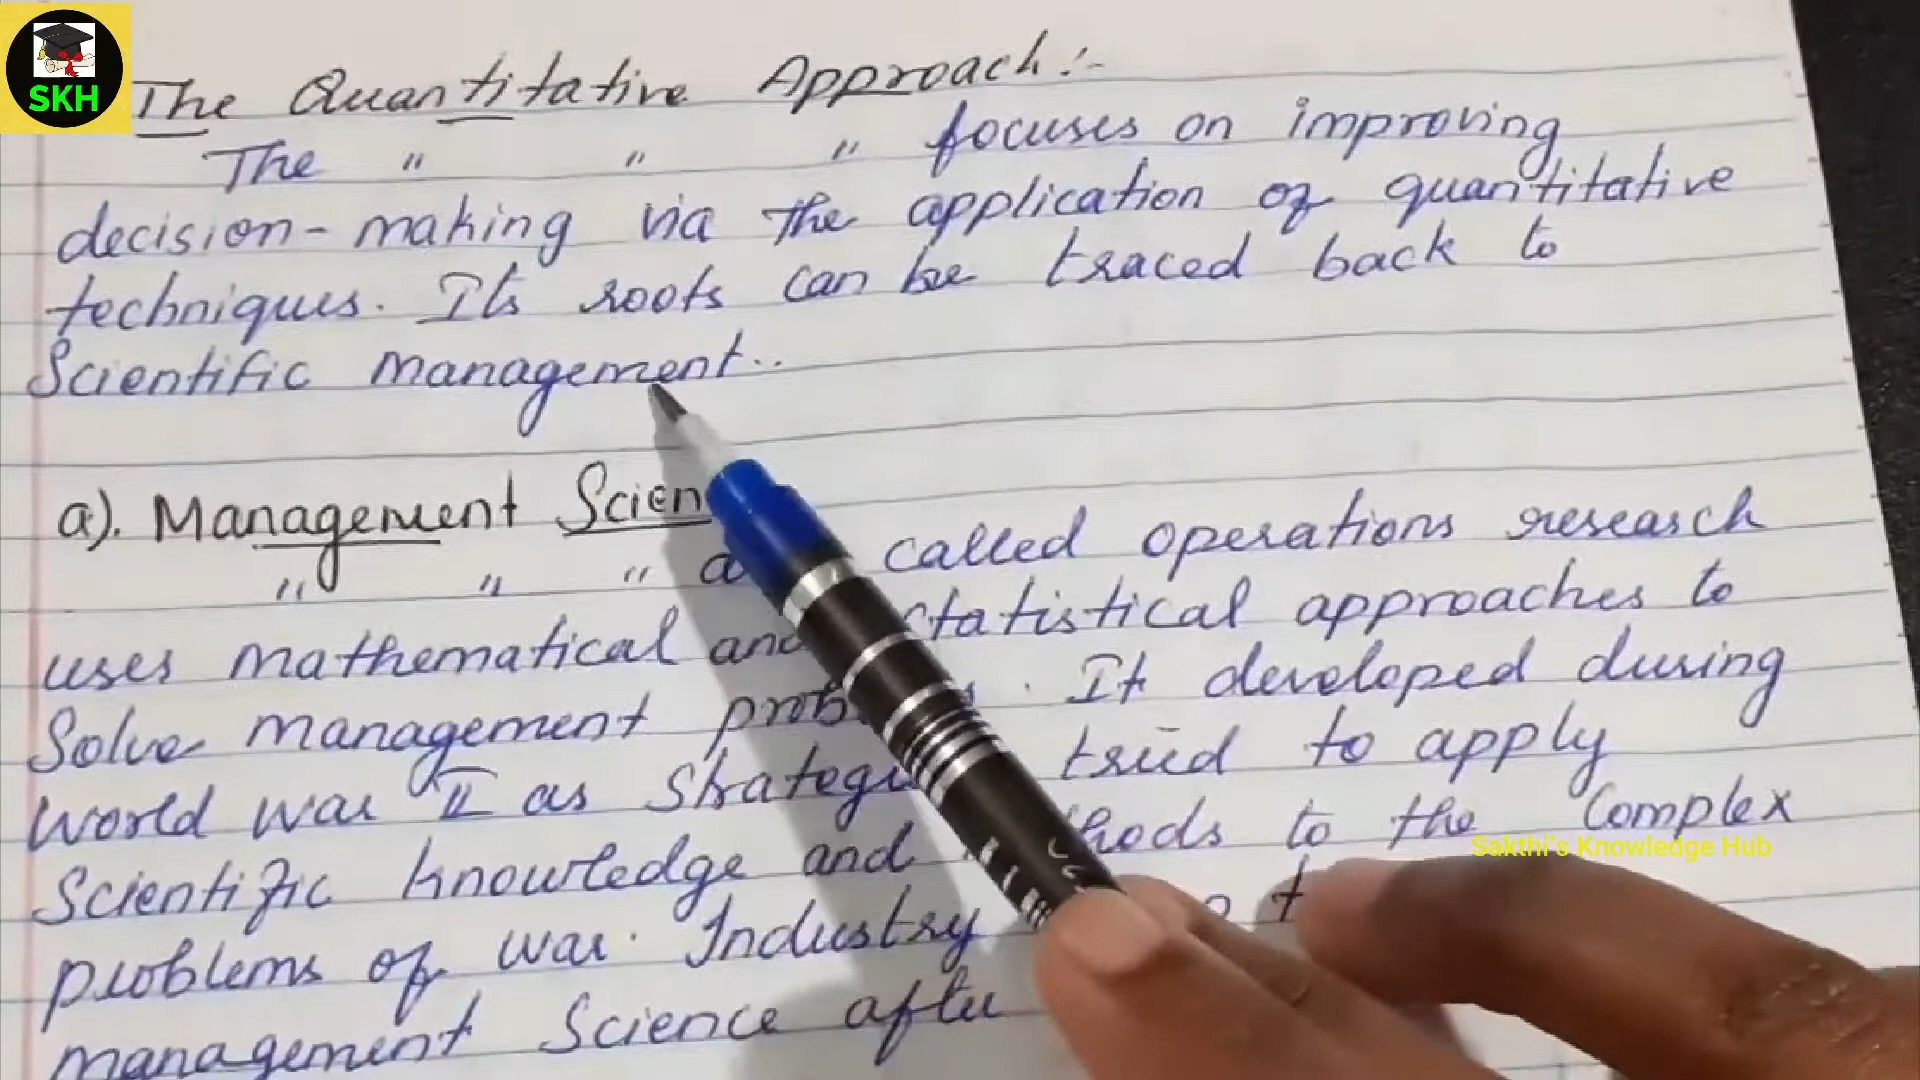 SKH
The Quantitative Approach:-
The " " " focuses on improving
decision-making via the application of quantitative
techniques. Its roots can be traced back to
Scientific management..
a). Management Scien
" " " called operations research
uses mathematical and statistical approaches to
Solve management prob. It developed during
World War II as Strategi tried to apply
Scientific knowledge and hods to the Complex
Sakthi's Knowledge Hub
problems of war. Industry
management Science after